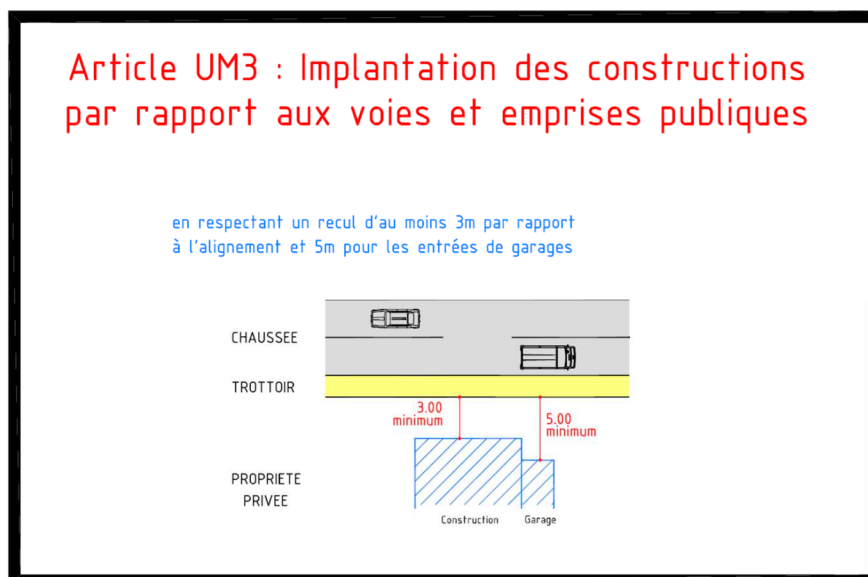 Article UM3 : Implantation des constructions
par rapport aux voies et emprises publiques
en respectant un recul d'au moins 3m par rapport
à l'alignement et 5m pour les entrées de garages
CHAUSSEE
TROTTOIR
3.00
minimum
5.00
minimum
PROPRIETE
PRIVEE
Construction
Garage